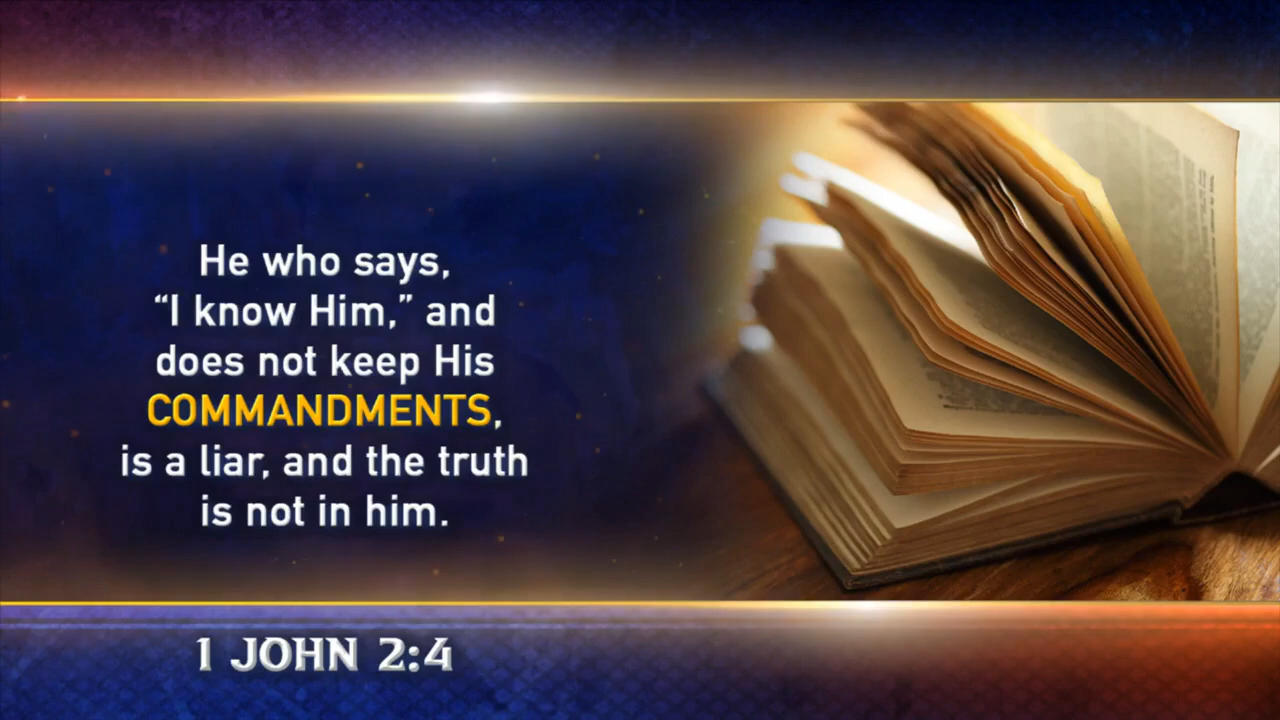 He who says,
“I know Him,” and
does not keep His
COMMANDMENTS,
is a liar, and the truth
is not in him.
1 JOHN 2:4